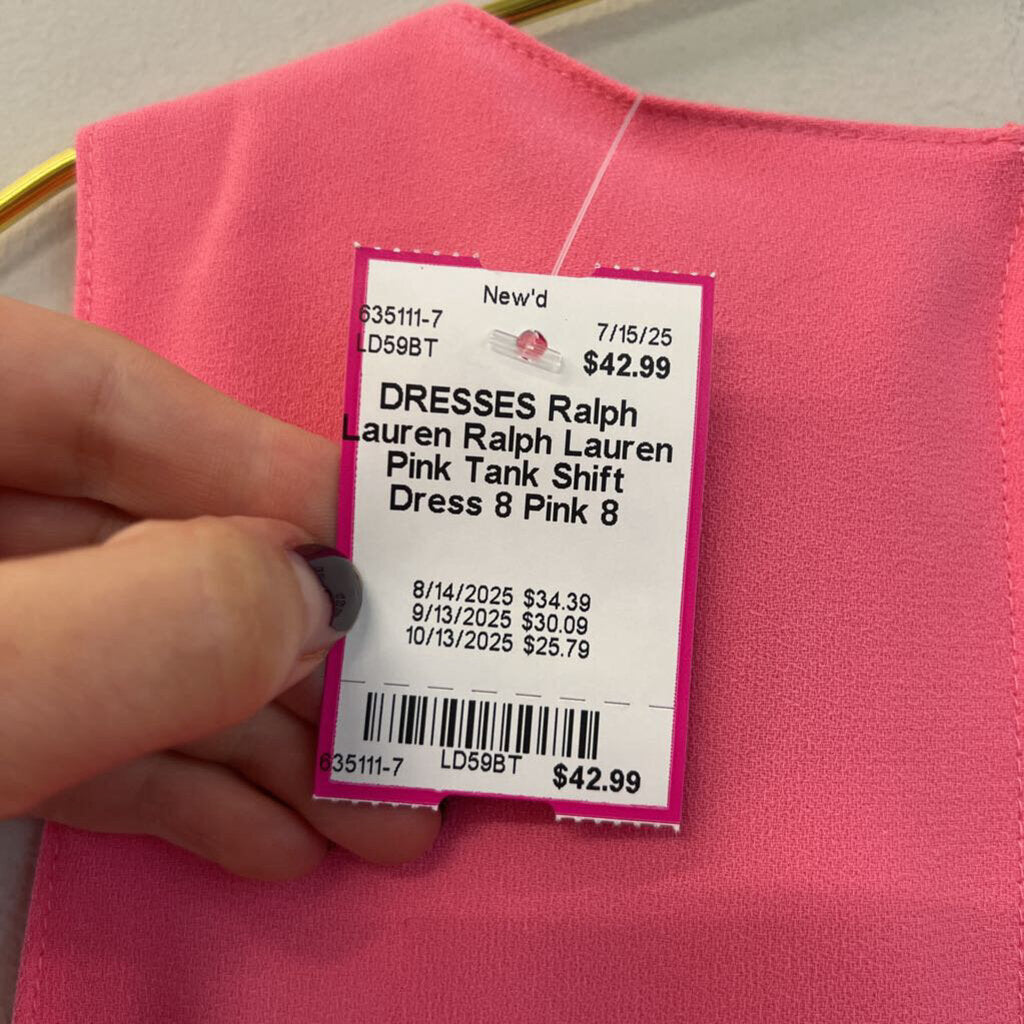 New'd
635111-7
7/15/25
LD59BT
$42.99
DRESSES Ralph
Lauren Ralph Lauren
Pink Tank Shift
Dress 8 Pink 8
8/14/2025 $34.39
9/13/2025 $30.09
10/13/2025 $25.79
635111-7 LD59BT $42.99